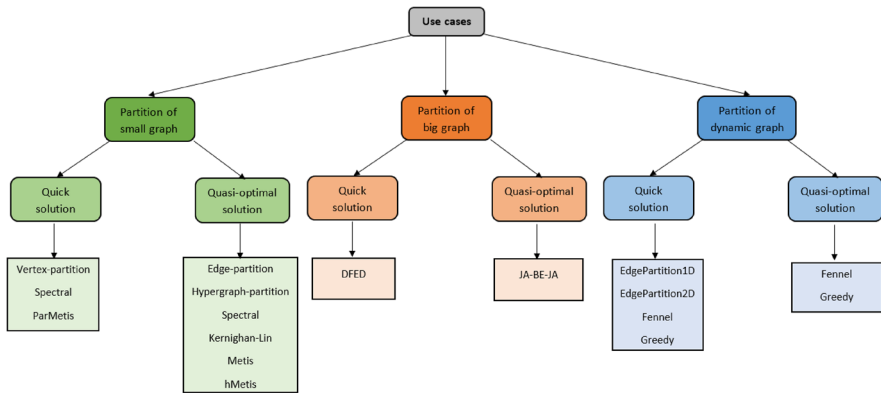 Use cases
Partition of
small graph
Partition of
big graph
Partition of
dynamic graph
Quick
solution
Quasi-optimal
solution
Quick
solution
Quasi-optimal
solution
Quick
solution
Quasi-optimal
solution
Vertex-partition
Spectral
ParMetis
Edge-partition
Hypergraph-partition
Spectral
Kernighan-Lin
Metis
hMetis
DFED
JA-BE-JA
EdgePartition1D
EdgePartition2D
Fennel
Greedy
Fennel
Greedy